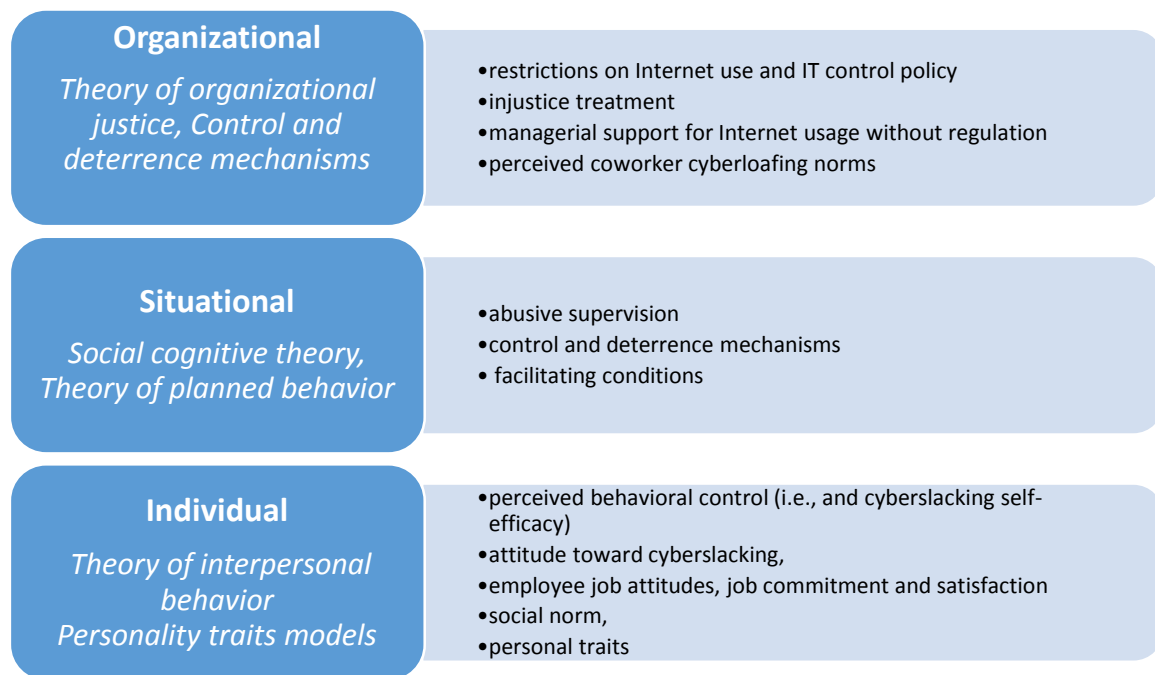 Organizational
Theory of organizational
justice, Control and
deterrence mechanisms
•restrictions on Internet use and IT control policy
•injustice treatment
•managerial support for Internet usage without regulation
•perceived coworker cyberloafing norms
Situational
Social cognitive theory,
Theory of planned behavior
•abusive supervision
•control and deterrence mechanisms
• facilitating conditions
Individual
Theory of interpersonal
behavior
Personality traits models
•perceived behavioral control (i.e., and cyberslacking self-
efficacy)
•attitude toward cyberslacking,
•employee job attitudes, job commitment and satisfaction
•social norm,
•personal traits